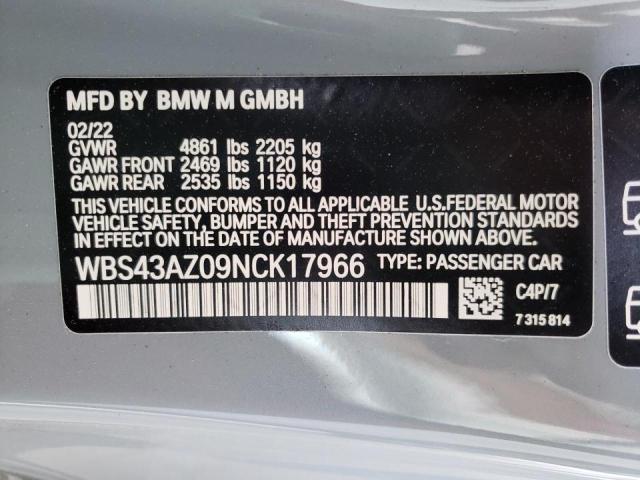 MFD BY BMW M GMBH
02/22
GVWR 4861 lbs 2205 kg
GAWR FRONT 2469 lbs 1120 kg
GAWR REAR 2535 lbs 1150 kg
THIS VEHICLE CONFORMS TO ALL APPLICABLE U.S.FEDERAL MOTOR
VEHICLE SAFETY, BUMPER AND THEFT PREVENTION STANDARDS
IN EFFECT ON THE DATE OF MANUFACTURE SHOWN ABOVE.
WBS43AZ09NCK17966 TYPE: PASSENGER CAR
C4P/7
7 315 814